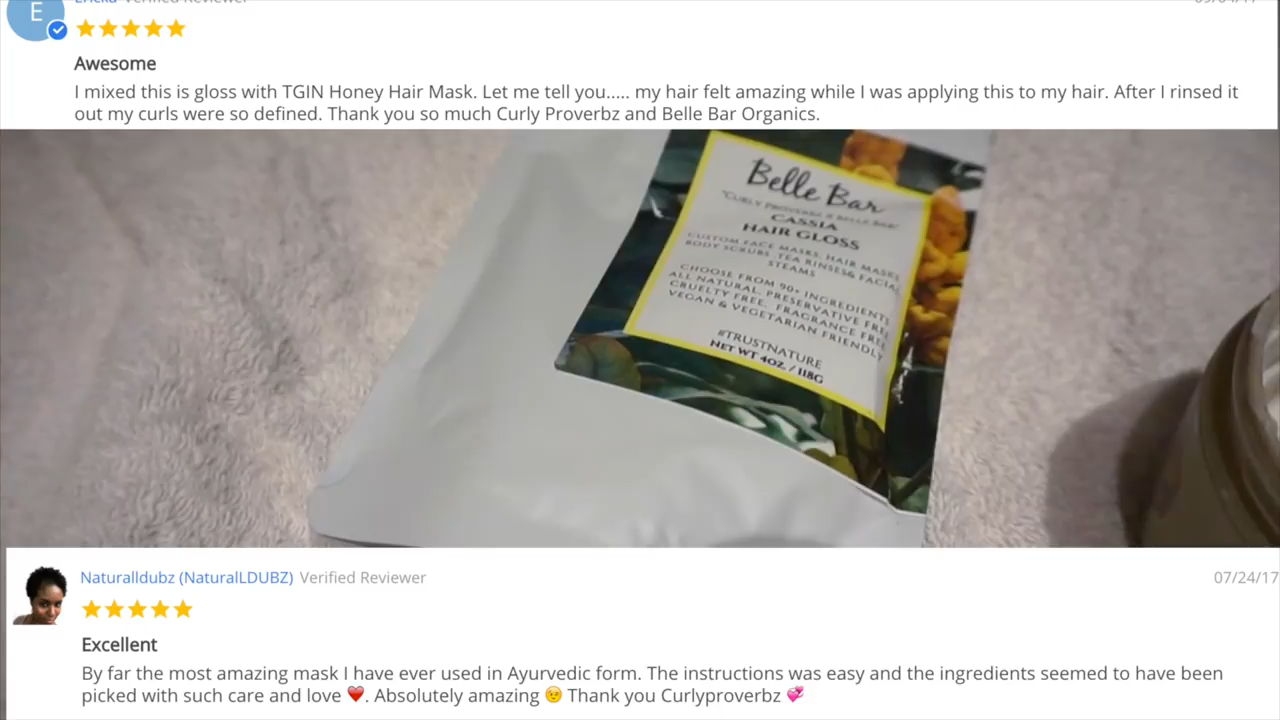 E
Ericka Verified Reviewer
Awesome
I mixed this is gloss with TGIN Honey Hair Mask. Let me tell you..... my hair felt amazing while I was applying this to my hair. After I rinsed it
out my curls were so defined. Thank you so much Curly Proverbz and Belle Bar Organics.
Belle Bar
"CURLY PROVERBZ X BELLE BAR"
CASSIA
HAIR GLOSS
CUSTOM FACE MASKS, HAIR MASKS
BODY SCRUBS, TEA RINSES& FACIAL
STEAMS
CHOOSE FROM 90+ INGREDIENTS
ALL NATURAL, PRESERVATIVE FREE
CRUELTY FREE, FRAGRANCE FREE
VEGAN & VEGETARIAN FRIENDLY
#TRUSTNATURE
NET WT 4OZ. / 118G
Naturalldubz (NaturalLDUBZ) Verified Reviewer 07/24/17
Excellent
By far the most amazing mask I have ever used in Ayurvedic form. The instructions was easy and the ingredients seemed to have been
picked with such care and love ❤️. Absolutely amazing 😉 Thank you Curlyproverbz 💞